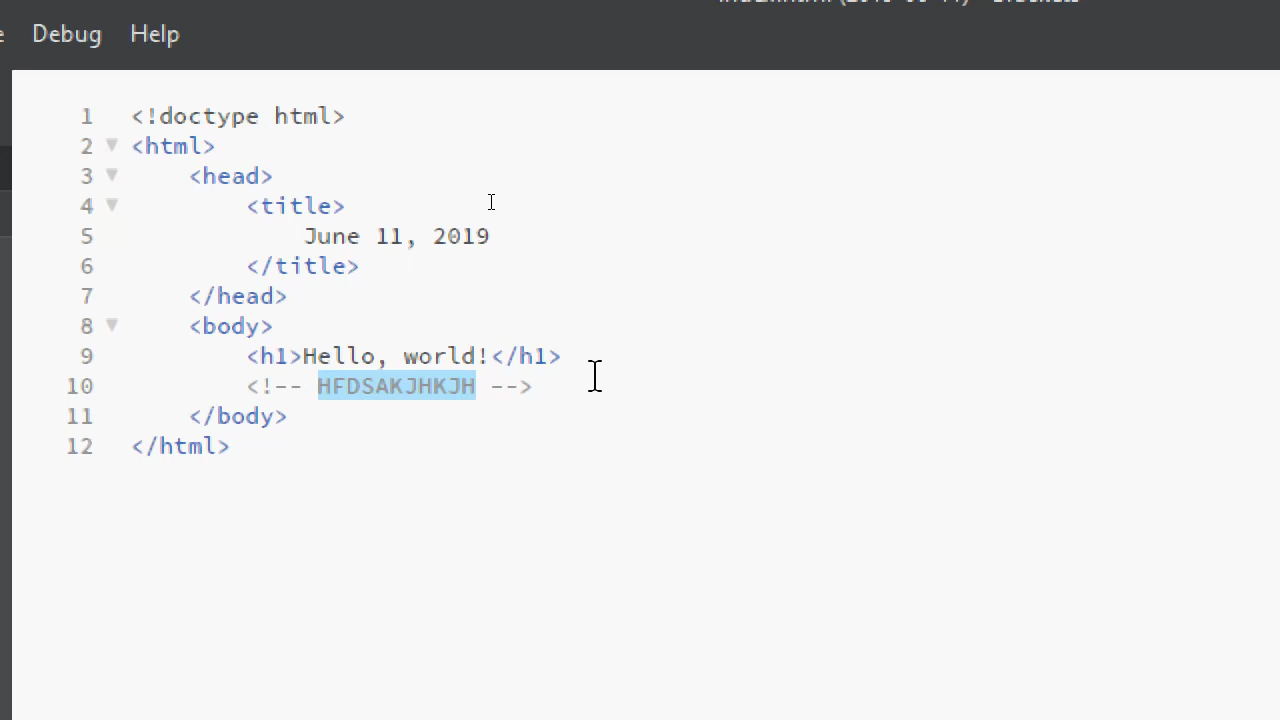 Debug Help
1 <!doctype html>
2 <html>
3 <head>
4 <title>
5 June 11, 2019
6 </title>
7 </head>
8 <body>
9 <h1>Hello, world!</h1>
10 <!-- HFDSAKJHKJH -->
11 </body>
12 </html>